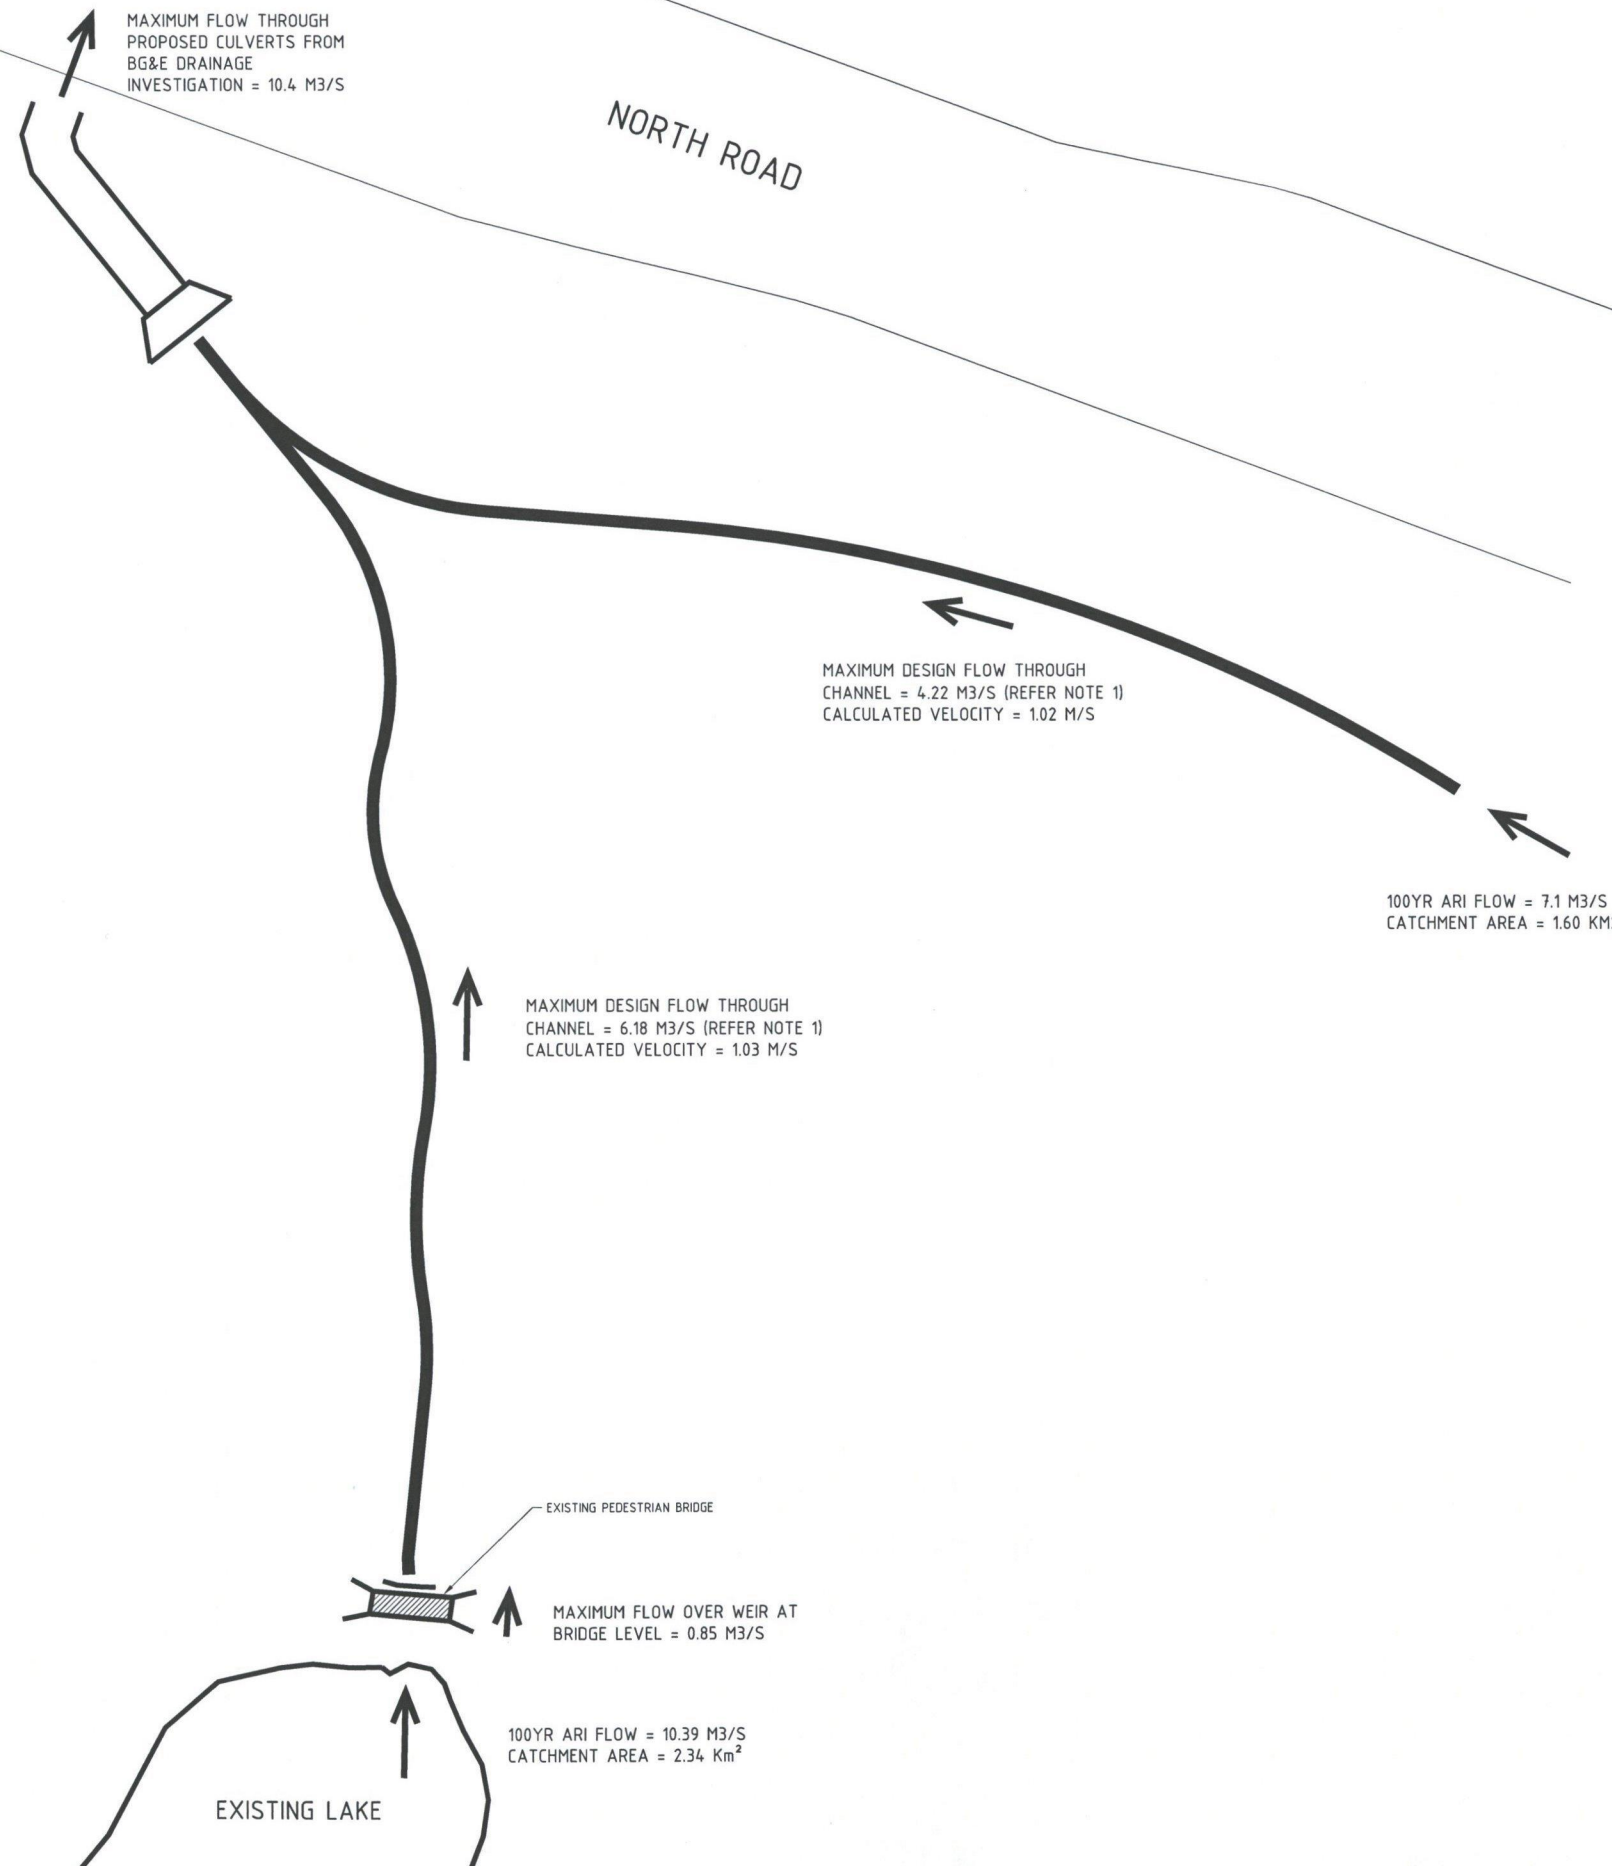 MAXIMUM FLOW THROUGH
PROPOSED CULVERTS FROM
BG&E DRAINAGE
INVESTIGATION = 10.4 M3/S
NORTH ROAD
MAXIMUM DESIGN FLOW THROUGH
CHANNEL = 4.22 M3/S (REFER NOTE 1)
CALCULATED VELOCITY = 1.02 M/S
100YR ARI FLOW = 7.1 M3/S
CATCHMENT AREA = 1.60 KM
MAXIMUM DESIGN FLOW THROUGH
CHANNEL = 6.18 M3/S (REFER NOTE 1)
CALCULATED VELOCITY = 1.03 M/S
EXISTING PEDESTRIAN BRIDGE
MAXIMUM FLOW OVER WEIR AT
BRIDGE LEVEL = 0.85 M3/S
100YR ARI FLOW = 10.39 M3/S
CATCHMENT AREA = 2.34 Km²
EXISTING LAKE